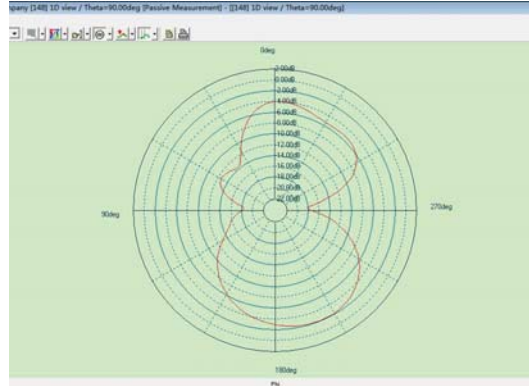 mpany [148] 1D view / Theta=90.00deg [Passive Measurement] - [[148] 1D view / Theta=90.00deg]
0deg
2.00dB
0.00dB
2.00dB
4.00dB
6.00dB
8.00dB
10.00dB
12.00dB
14.00dB
16.00dB
18.00dB
20.00dB
22.00dB
90deg
270deg
180deg